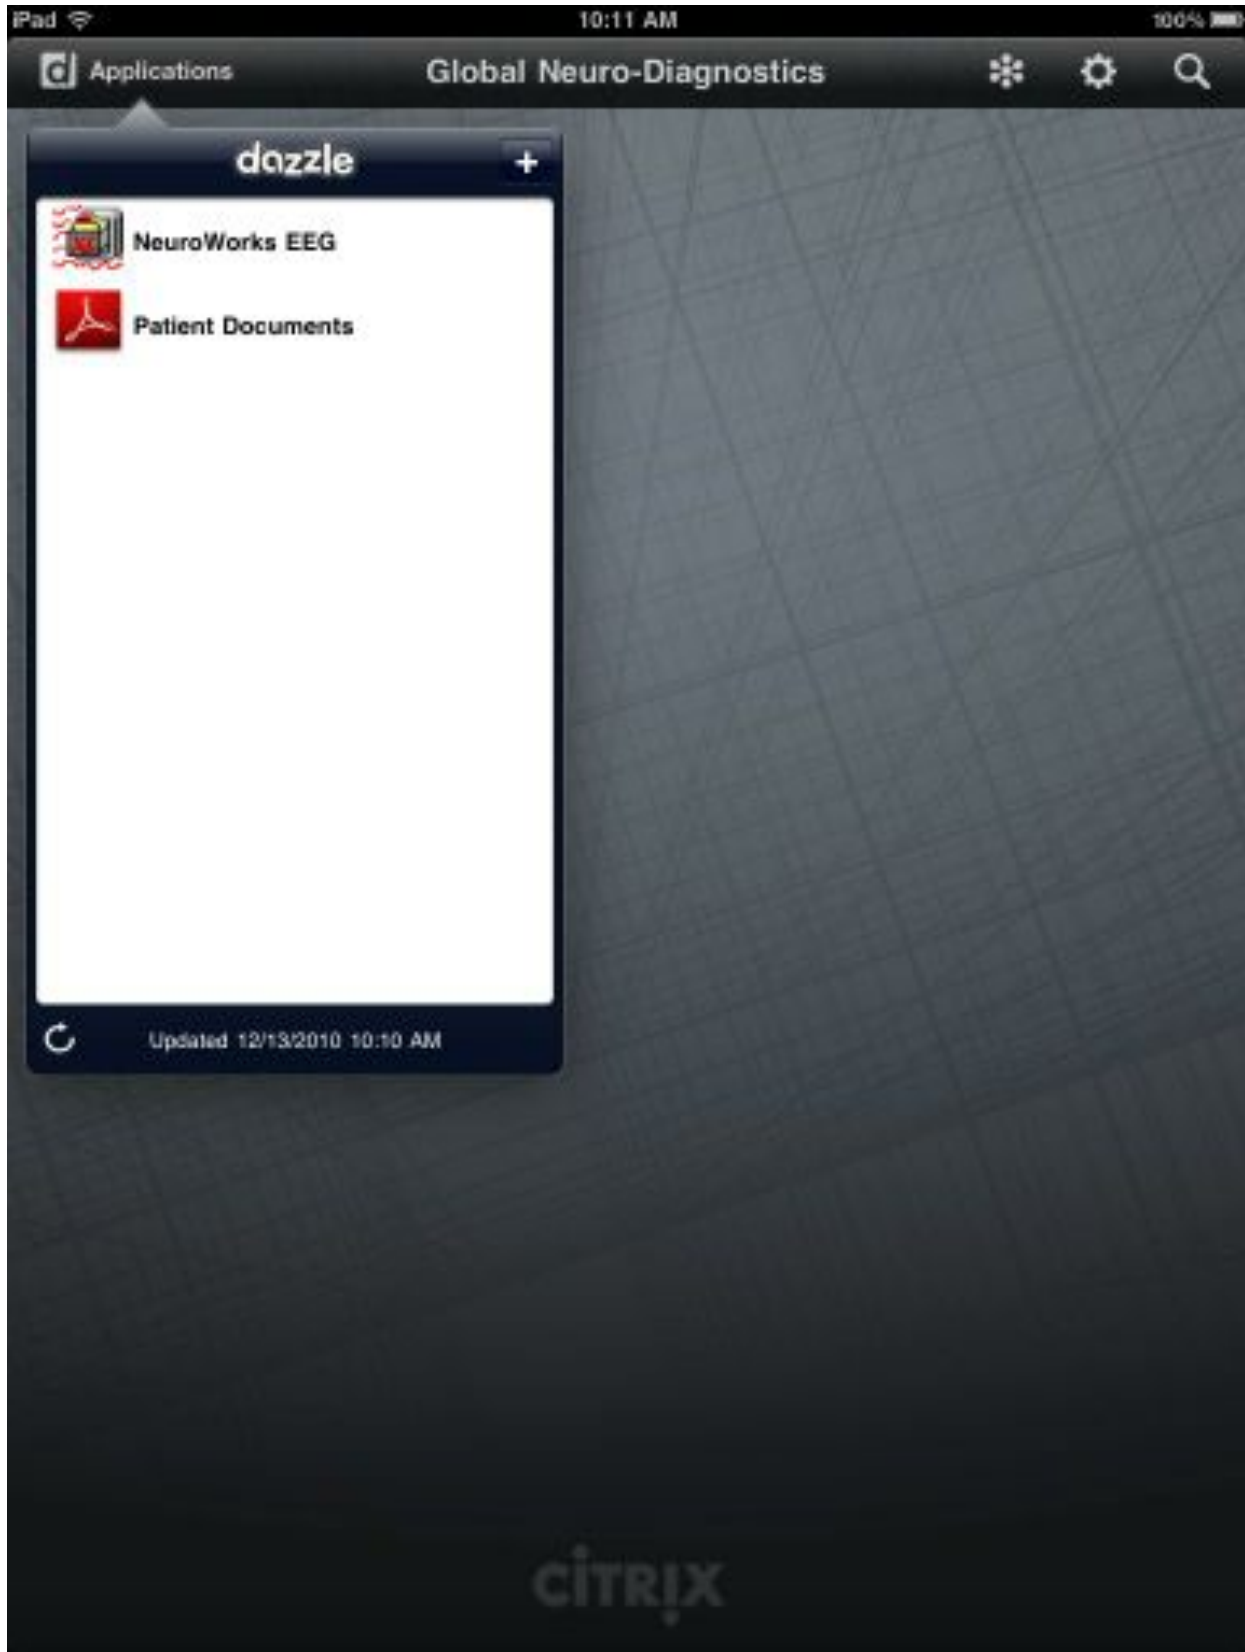 iPad 10:11 AM 100%
Applications Global Neuro-Diagnostics
dazzle +
NeuroWorks EEG
Patient Documents
Updated 12/13/2010 10:10 AM
CITRIX